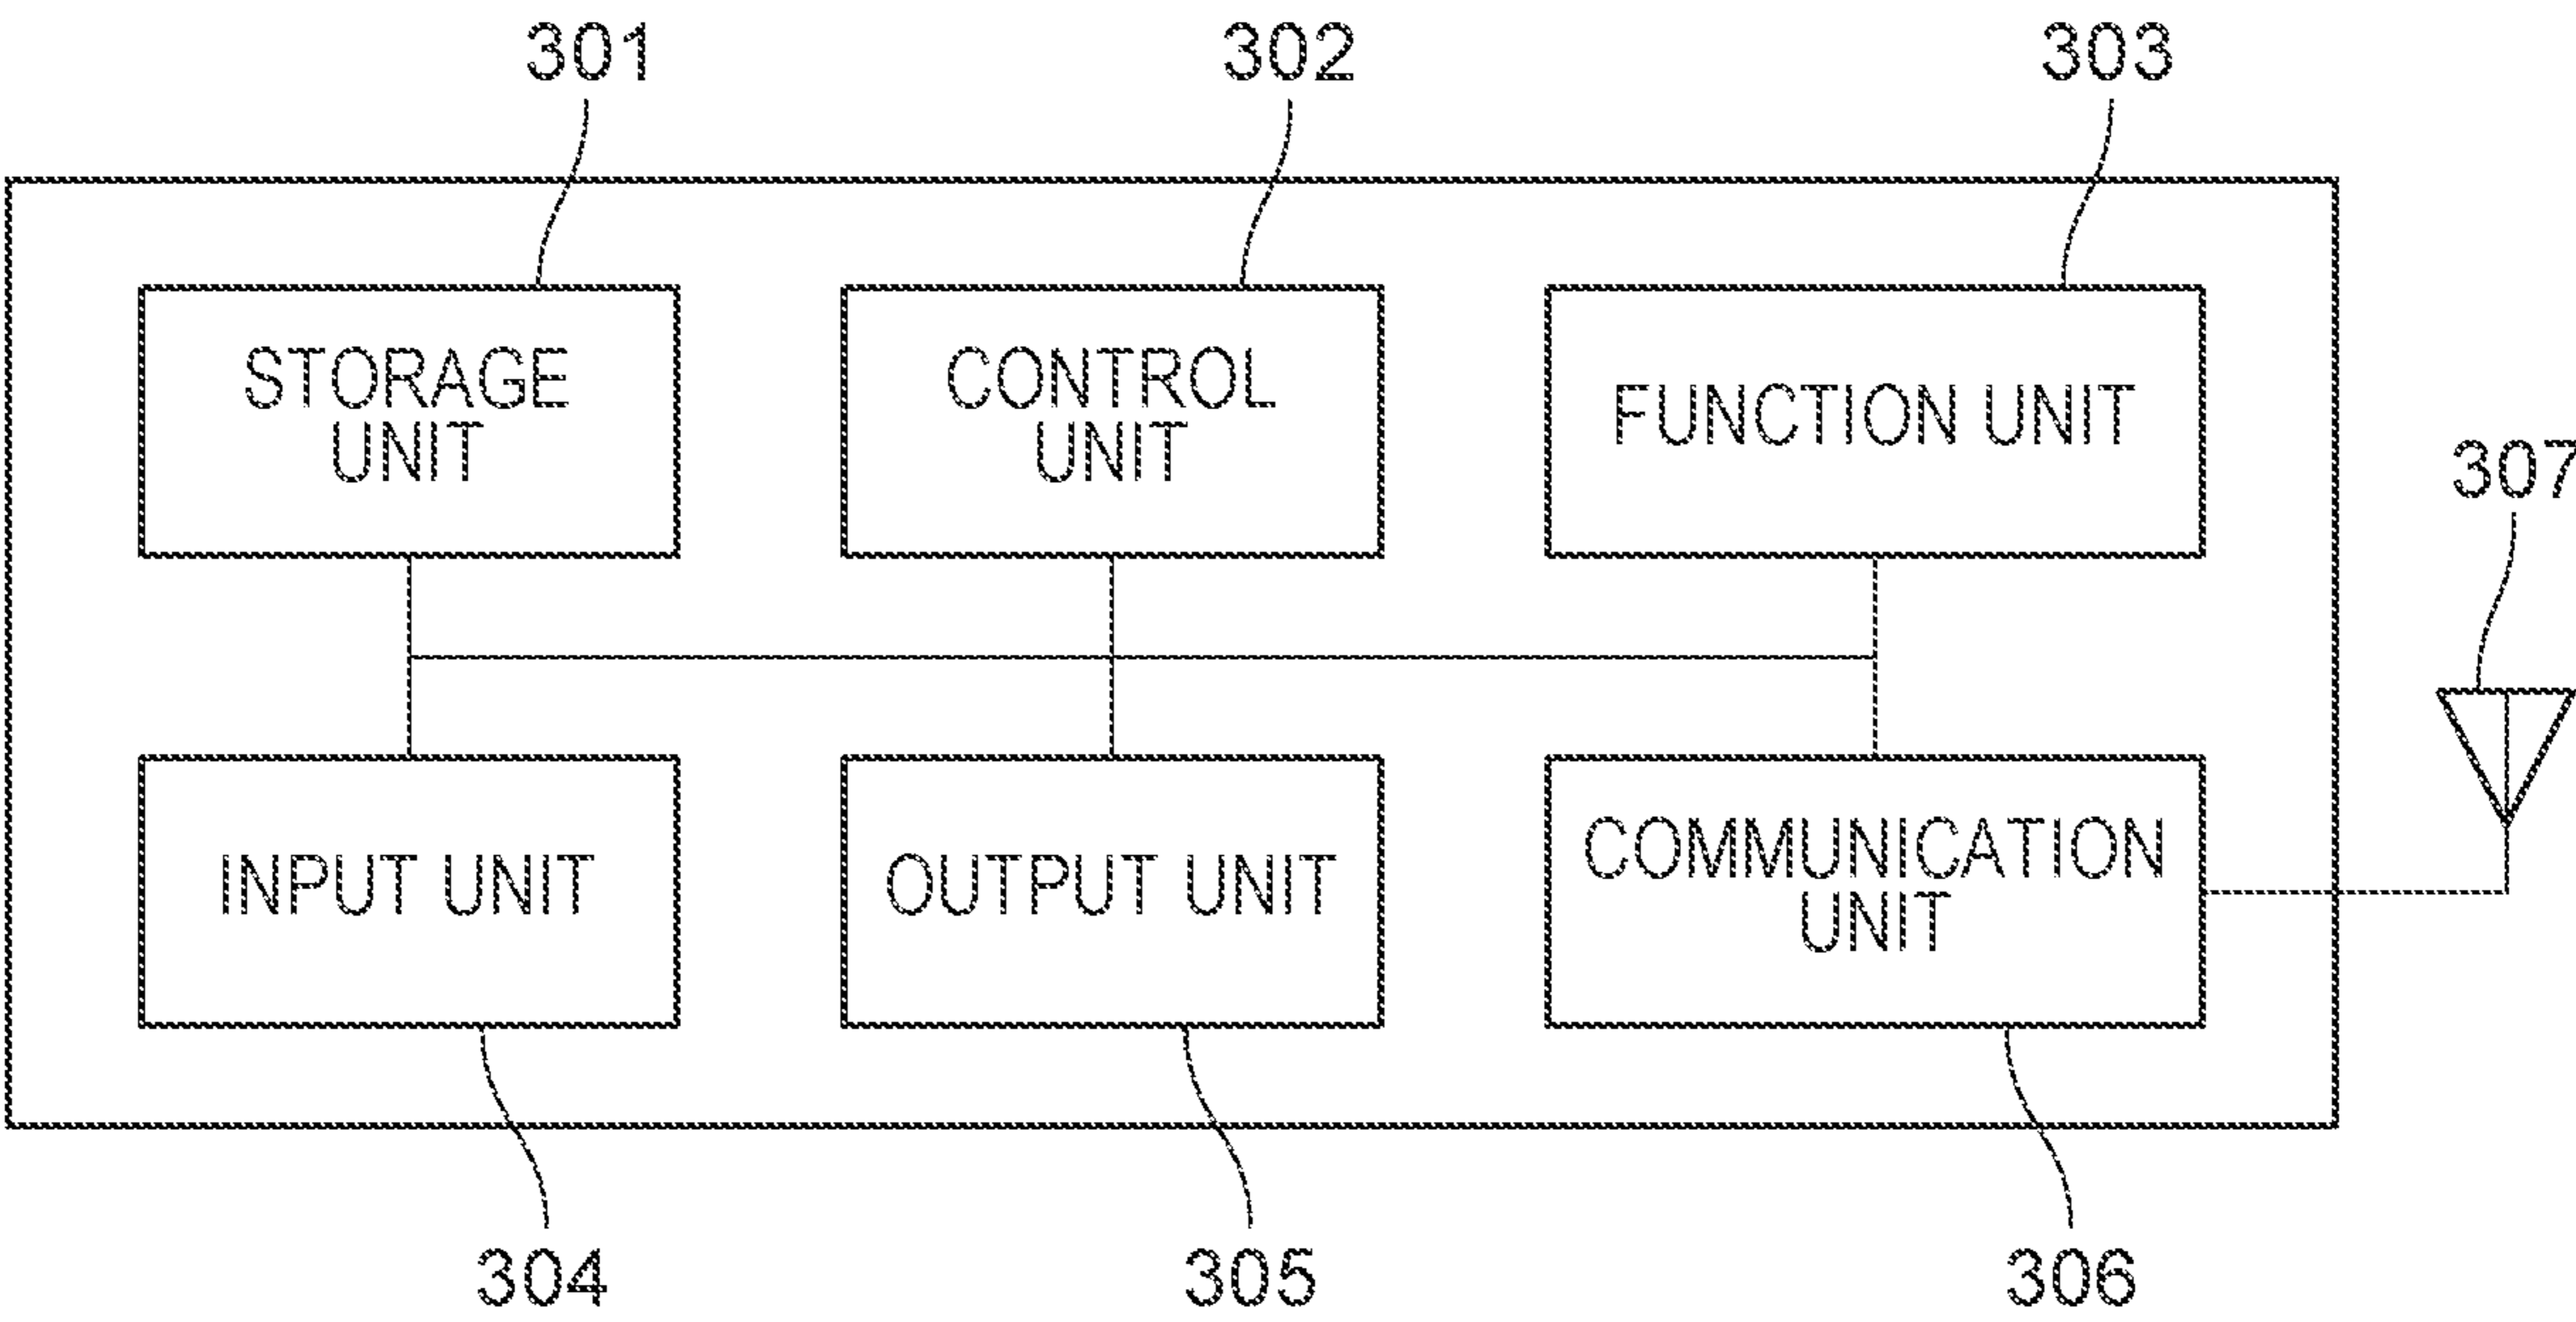 301
302
303
STORAGE
UNIT
CONTROL
UNIT
FUNCTION UNIT
307
INPUT UNIT
OUTPUT UNIT
COMMUNICATION
UNIT
304
305
306